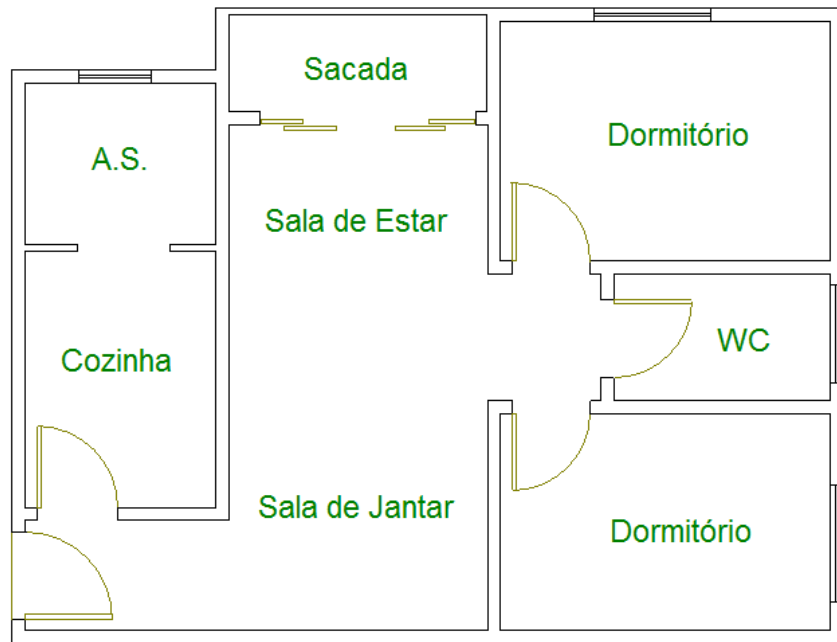 Sacada
Dormitório
A.S.
Sala de Estar
Cozinha
WC
Sala de Jantar
Dormitório